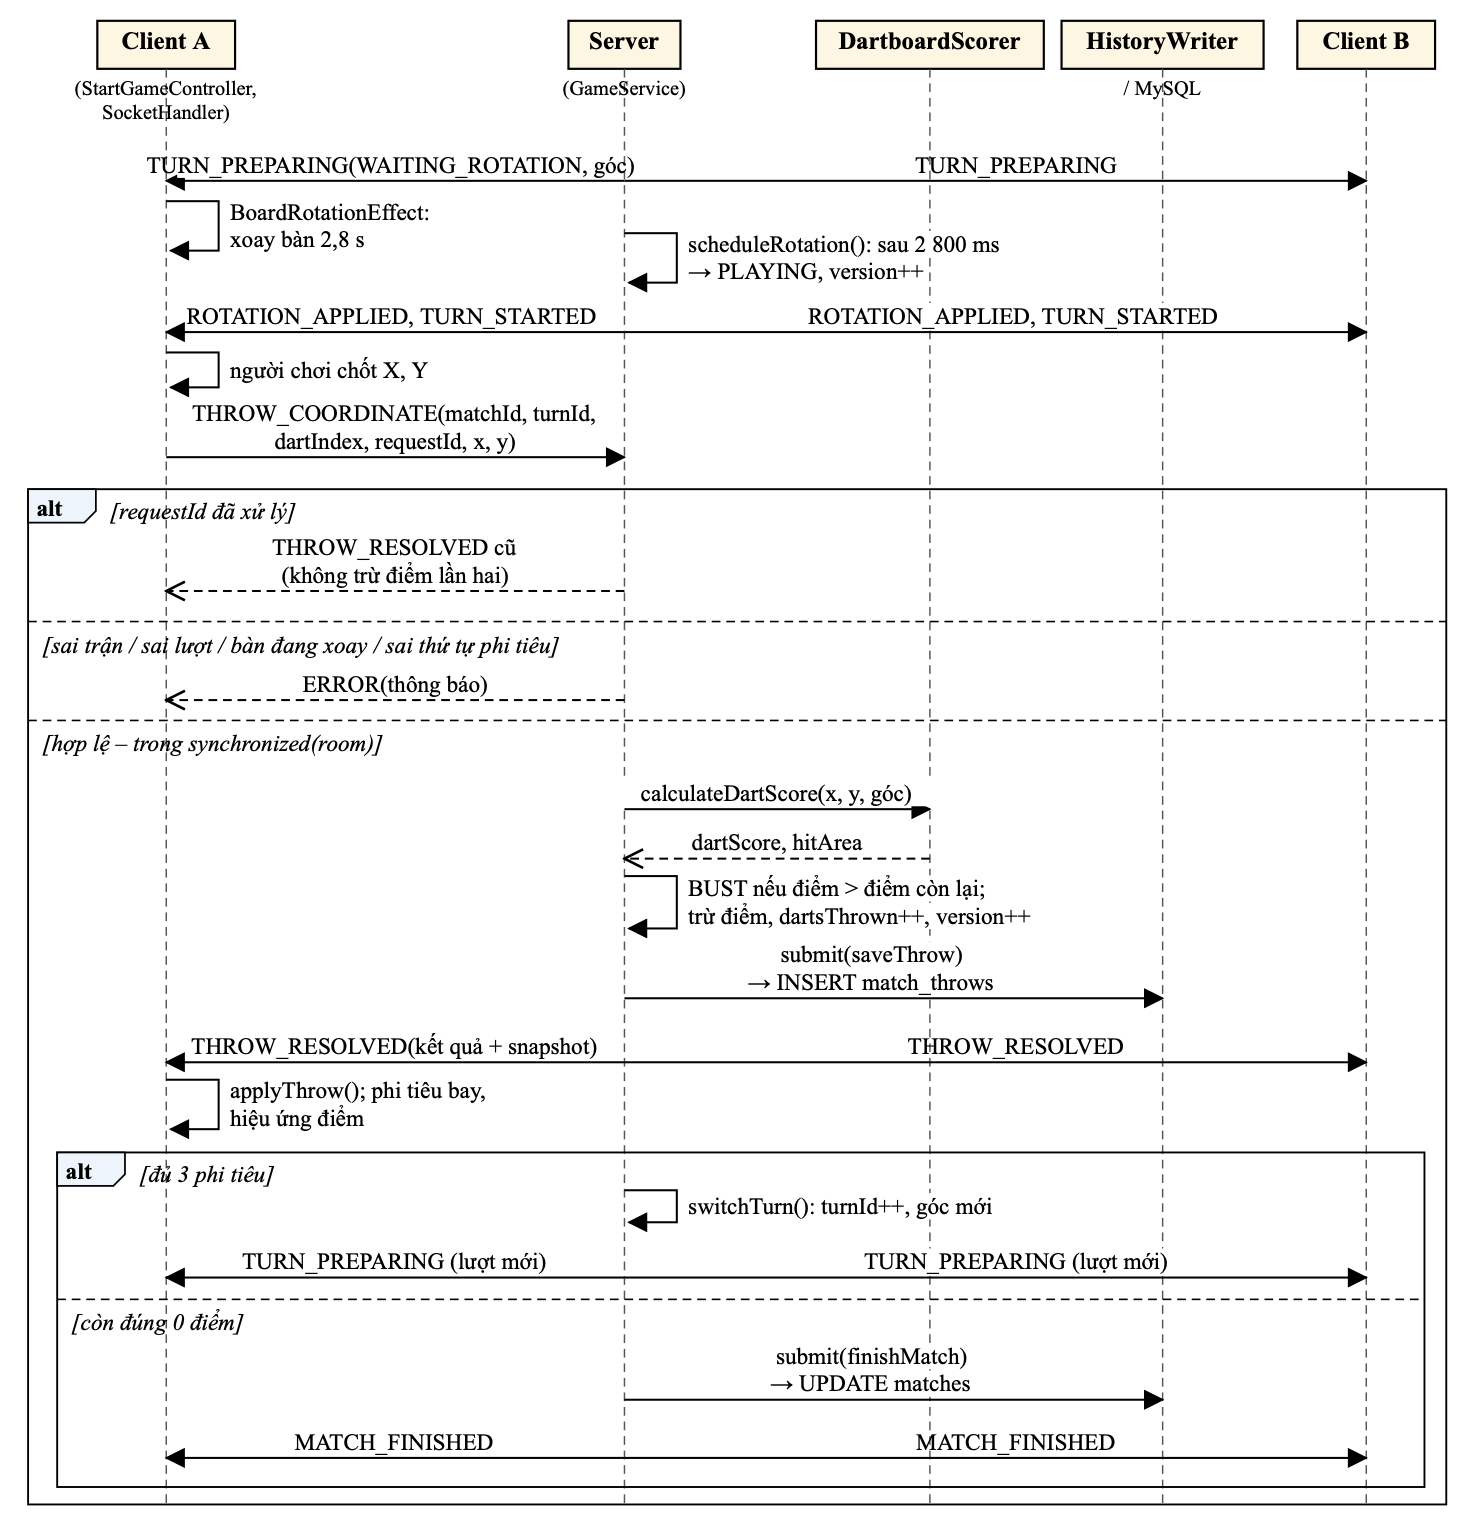 Client A
Server
DartboardScorer
HistoryWriter
Client B
(StartGameController,
SocketHandler)
(GameService)
/ MySQL
TURN_PREPARING(WAITING_ROTATION, góc)
TURN_PREPARING
BoardRotationEffect:
xoay bàn 2,8 s
scheduleRotation(): sau 2 800 ms
→ PLAYING, version++
ROTATION_APPLIED, TURN_STARTED
ROTATION_APPLIED, TURN_STARTED
người chơi chốt X, Y
THROW_COORDINATE(matchId, turnId,
dartIndex, requestId, x, y)
alt
[requestId đã xử lý]
THROW_RESOLVED cũ
(không trừ điểm lần hai)
[sai trận / sai lượt / bàn đang xoay / sai thứ tự phi tiêu]
ERROR(thông báo)
[hợp lệ – trong synchronized(room)]
calculateDartScore(x, y, góc)
dartScore, hitArea
BUST nếu điểm > điểm còn lại;
trừ điểm, dartsThrown++, version++
submit(saveThrow)
→ INSERT match_throws
THROW_RESOLVED(kết quả + snapshot)
THROW_RESOLVED
applyThrow(); phi tiêu bay,
hiệu ứng điểm
alt
[đủ 3 phi tiêu]
switchTurn(): turnId++, góc mới
TURN_PREPARING (lượt mới)
TURN_PREPARING (lượt mới)
[còn đúng 0 điểm]
submit(finishMatch)
→ UPDATE matches
MATCH_FINISHED
MATCH_FINISHED